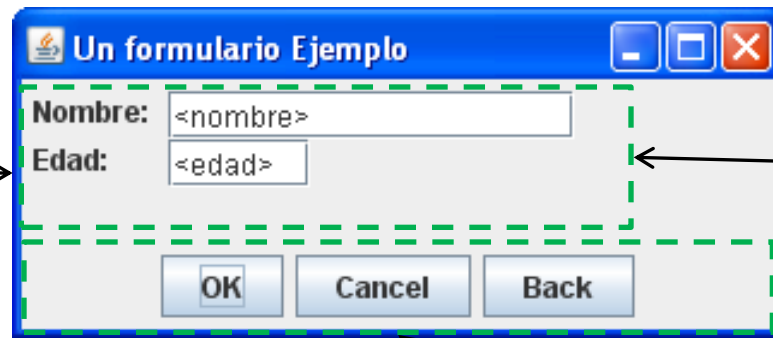 Un formulario Ejemplo
Nombre: <nombre>
Edad: <edad>
OK Cancel Back